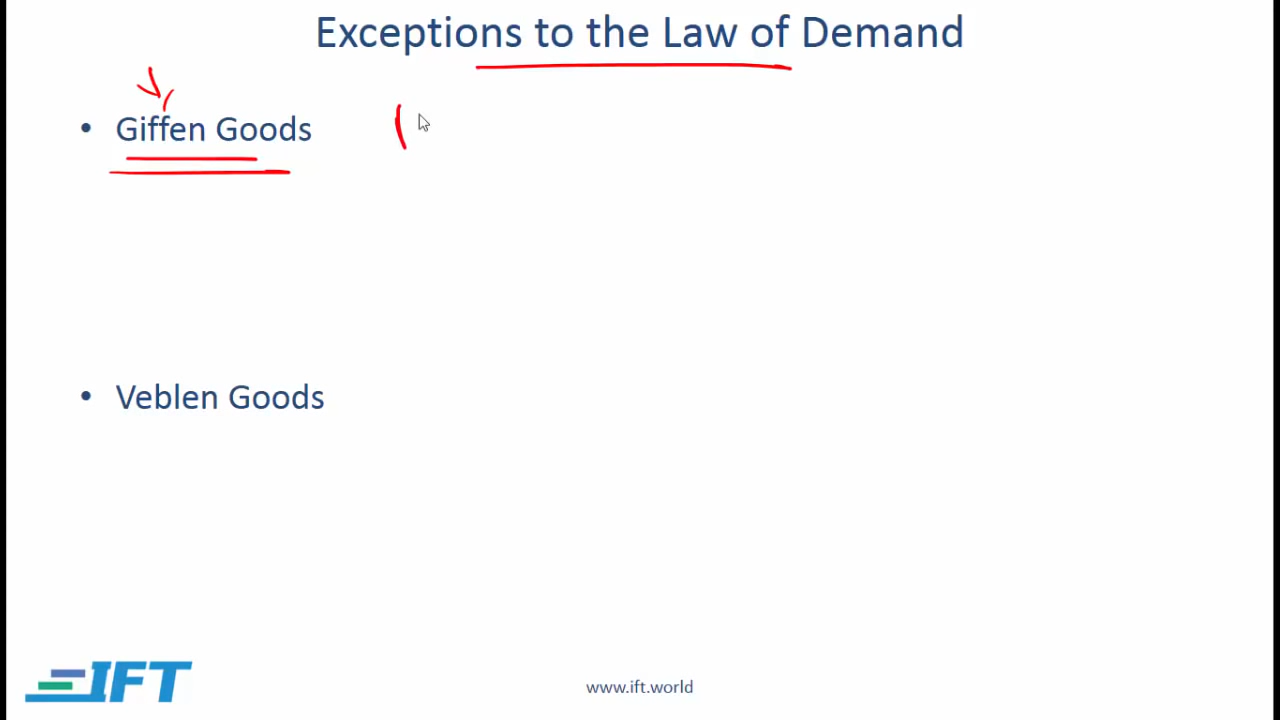 Exceptions to the Law of Demand
• Giffen Goods
• Veblen Goods
IFT
www.ift.world